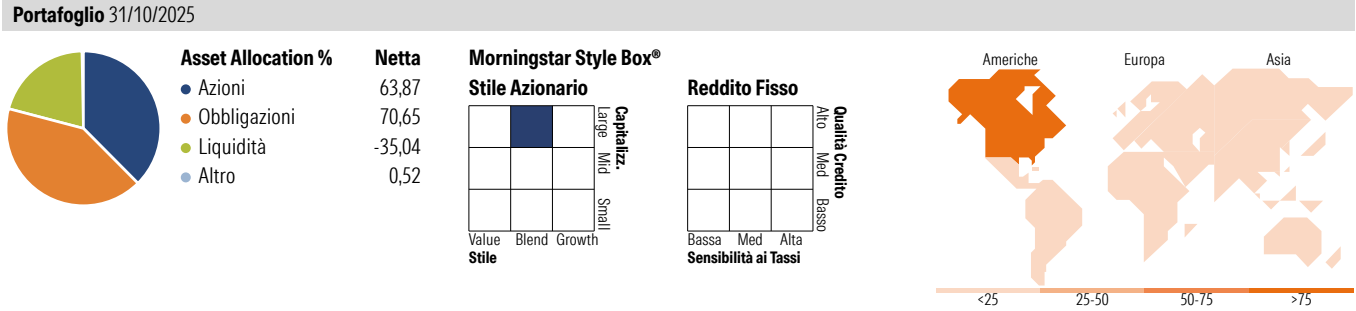 Portafoglio 31/10/2025
Asset Allocation % Netta
Azioni 63,87
Obbligazioni 70,65
Liquidità -35,04
Altro 0,52
Morningstar Style Box®
Stile Azionario
Large Mid Small
Capitalizz.
Value Blend Growth
Stile
Reddito Fisso
Alto Med Basso
Qualità Credito
Bassa Med Alta
Sensibilità ai Tassi
Americhe Europa Asia
<25 25-50 50-75 >75